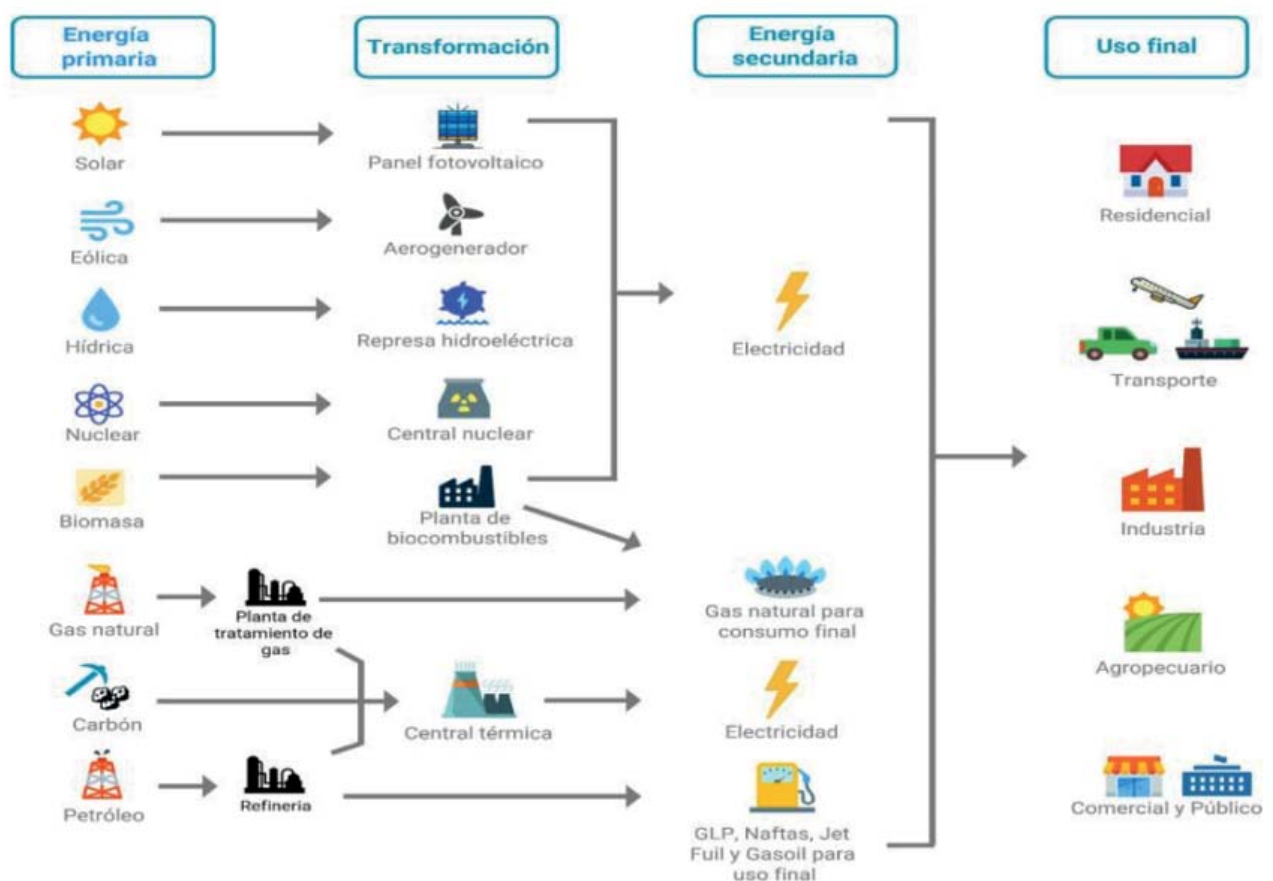 Energía
primaria
Transformación
Energía
secundaria
Uso final
Solar
Panel fotovoltaico
Eólica
Aerogenerador
Hídrica
Represa hidroeléctrica
Nuclear
Central nuclear
Biomasa
Planta de
biocombustibles
Electricidad
Gas natural
Planta de
tratamiento de
gas
Gas natural para
consumo final
Carbón
Central térmica
Electricidad
Petróleo
Refineria
GLP, Naftas, Jet
Fuil y Gasoil para
uso final
Residencial
Transporte
Industria
Agropecuario
Comercial y Público